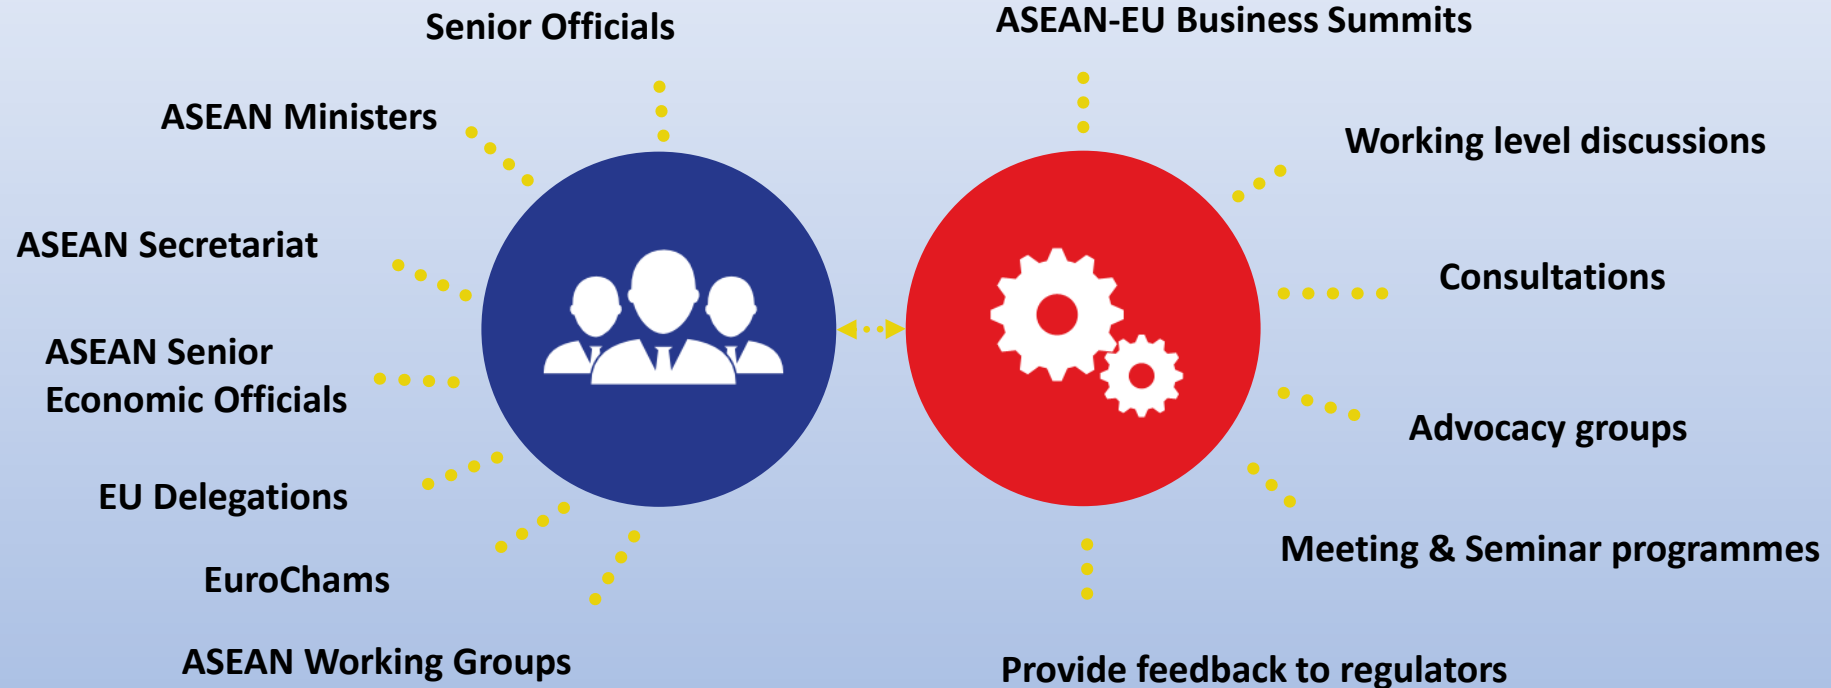 Senior Officials
ASEAN Ministers
ASEAN Secretariat
ASEAN Senior
Economic Officials
EU Delegations
EuroChams
ASEAN Working Groups
ASEAN-EU Business Summits
Working level discussions
Consultations
Advocacy groups
Meeting & Seminar programmes
Provide feedback to regulators